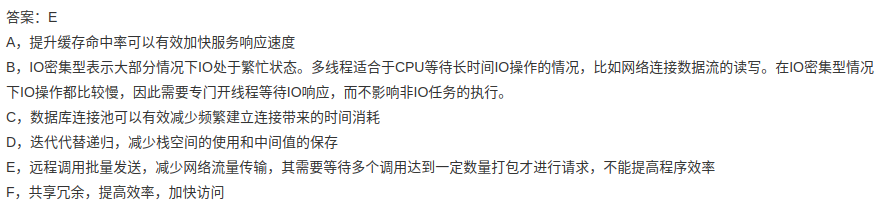 答案：E
A，提升缓存命中率可以有效加快服务响应速度
B，IO密集型表示大部分情况下IO处于繁忙状态。多线程适合于CPU等待长时间IO操作的情况，比如网络连接数据流的读写。在IO密集型情况
下IO操作都比较慢，因此需要专门开线程等待IO响应，而不影响非IO任务的执行。
C，数据库连接池可以有效减少频繁建立连接带来的时间消耗
D，迭代代替递归，减少栈空间的使用和中间值的保存
E，远程调用批量发送，减少网络流量传输，其需要等待多个调用达到一定数量打包才进行请求，不能提高程序效率
F，共享冗余，提高效率，加快访问